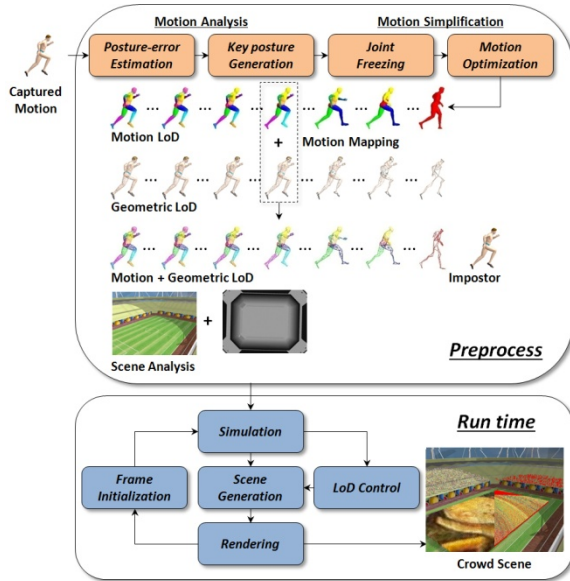 Motion Analysis
Motion Simplification
Posture-error
Estimation
Key posture
Generation
Joint
Freezing
Motion
Optimization
Captured
Motion
Motion LoD
+
Motion Mapping
Geometric LoD
Motion + Geometric LoD
Impostor
+
Scene Analysis
Preprocess
Simulation
Run time
Frame
Initialization
Scene
Generation
LoD Control
Rendering
Crowd Scene